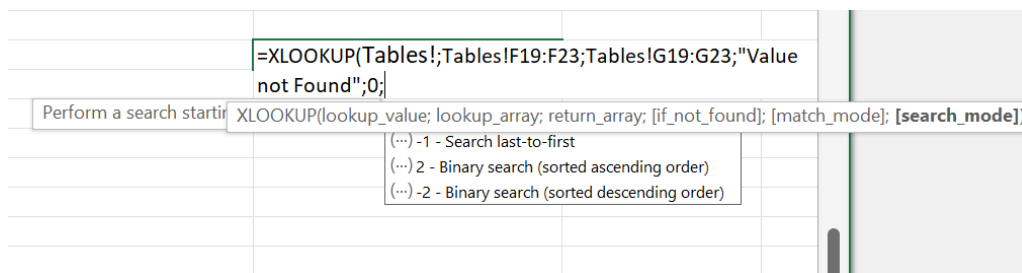 =XLOOKUP(Tables!;Tables!F19:F23;Tables!G19:G23;"Value
not Found";0;
Perform a search
XLOOKUP(lookup_value; lookup_array; return_array; [if_not_found]; [match_mode]; [search_mode])
(...) -1 - Search last-to-first
(...) 2 - Binary search (sorted ascending order)
(...) -2 - Binary search (sorted descending order)